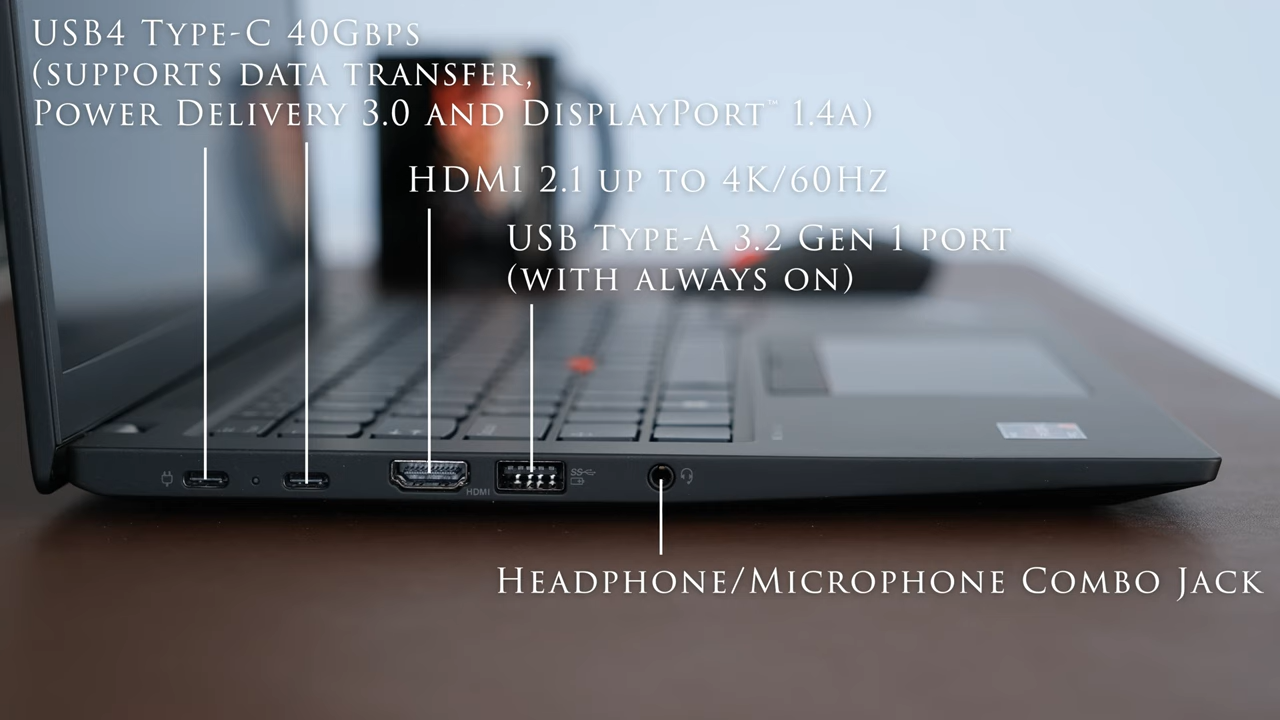 USB4 Type-C 40Gbps
(supports data transfer,
Power Delivery 3.0 and DisplayPort™ 1.4a)
HDMI 2.1 up to 4K/60Hz
USB Type-A 3.2 Gen 1 port
(with always on)
HDMI
SS
Headphone/Microphone Combo Jack